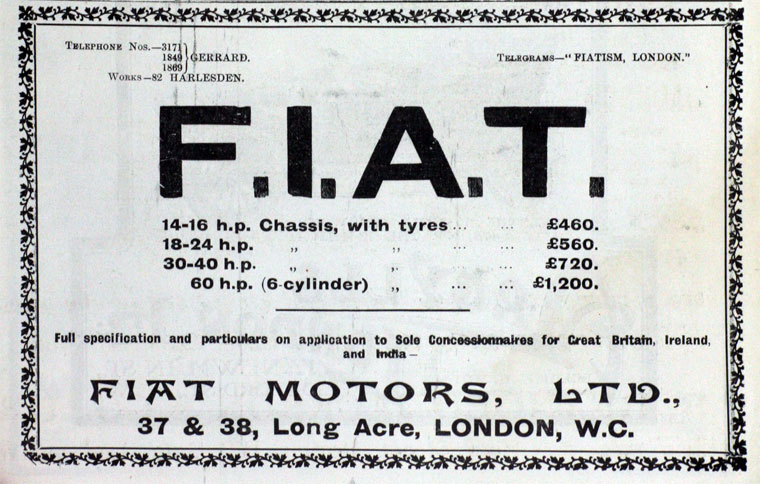 TELEPHONE NOS.—3171
1849 } GERRARD.
1869
WORKS—82 HARLESDEN.
TELEGRAMS—"FIATISM, LONDON."
F.I.A.T.
14-16 h.p. Chassis, with tyres ... ... £460.
18-24 h.p. „ „ ... ... £560.
30-40 h.p. „ „ ... ... £720.
60 h.p. (6-cylinder) „ ... ... £1,200.
Full specification and particulars on application to Sole Concessionnaires for Great Britain, Ireland,
and India—
FIAT MOTORS, LTD.,
37 & 38, Long Acre, LONDON, W.C.